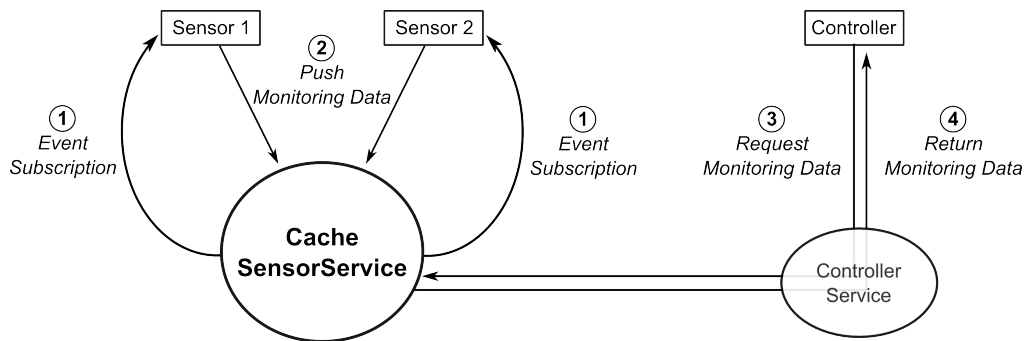 Sensor 1
Sensor 2
Controller
2
Push
Monitoring Data
1
Event
Subscription
1
Event
Subscription
3
Request
Monitoring Data
4
Return
Monitoring Data
Cache
SensorService
Controller
Service